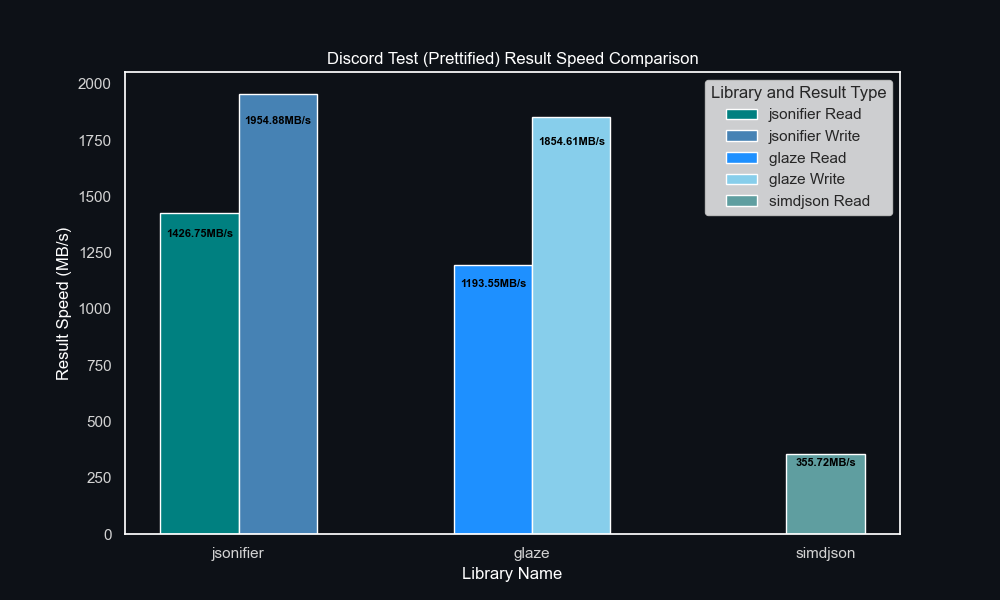 Discord Test (Prettified) Result Speed Comparison
Library and Result Type
jsonifier Read
jsonifier Write
glaze Read
glaze Write
simdjson Read
Result Speed (MB/s)
2000
1750
1500
1250
1000
750
500
250
0
1426.75MB/s
1954.88MB/s
1193.55MB/s
1854.61MB/s
355.72MB/s
jsonifier
glaze
simdjson
Library Name